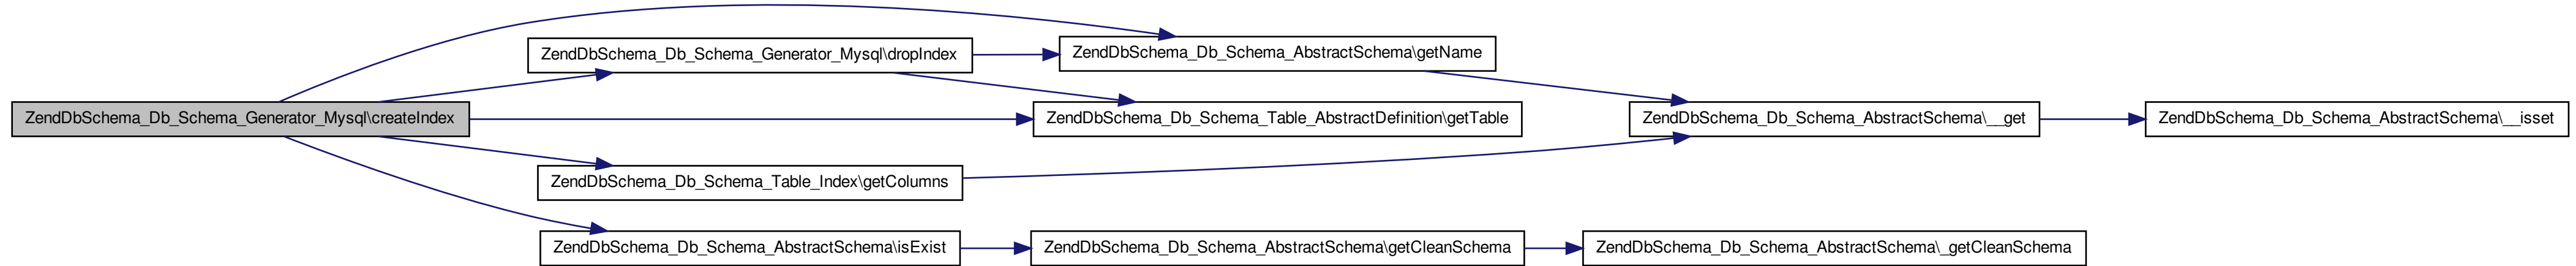 ZendDbSchema_Db_Schema_Generator_Mysql\createIndex
ZendDbSchema_Db_Schema_Generator_Mysql\dropIndex
ZendDbSchema_Db_Schema_AbstractSchema\getName
ZendDbSchema_Db_Schema_Table_AbstractDefinition\getTable
ZendDbSchema_Db_Schema_AbstractSchema\__get
ZendDbSchema_Db_Schema_AbstractSchema\__isset
ZendDbSchema_Db_Schema_Table_Index\getColumns
ZendDbSchema_Db_Schema_AbstractSchema\isExist
ZendDbSchema_Db_Schema_AbstractSchema\getCleanSchema
ZendDbSchema_Db_Schema_AbstractSchema\_getCleanSchema